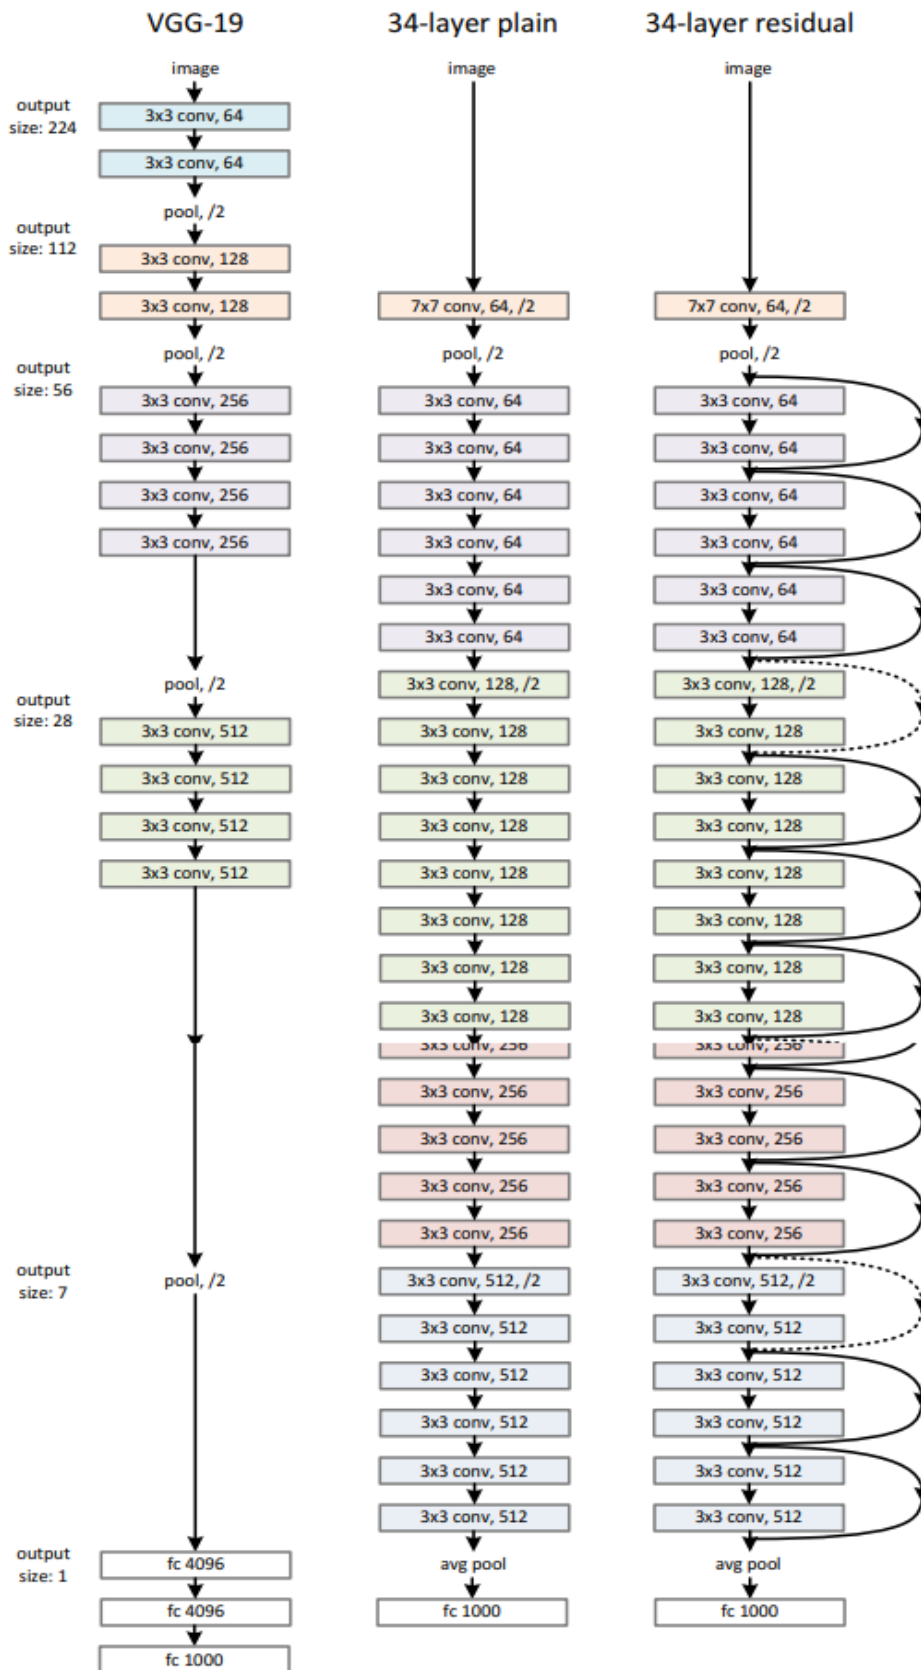 VGG-19
image
output
size: 224
3x3 conv, 64
3x3 conv, 64
pool, /2
output
size: 112
3x3 conv, 128
3x3 conv, 128
pool, /2
output
size: 56
3x3 conv, 256
3x3 conv, 256
3x3 conv, 256
3x3 conv, 256
pool, /2
output
size: 28
3x3 conv, 512
3x3 conv, 512
3x3 conv, 512
3x3 conv, 512
output
size: 7
pool, /2
output
size: 1
fc 4096
fc 4096
fc 1000
34-layer plain
image
7x7 conv, 64, /2
pool, /2
3x3 conv, 64
3x3 conv, 64
3x3 conv, 64
3x3 conv, 64
3x3 conv, 64
3x3 conv, 64
3x3 conv, 128, /2
3x3 conv, 128
3x3 conv, 128
3x3 conv, 128
3x3 conv, 128
3x3 conv, 128
3x3 conv, 128
3x3 conv, 128
3x3 conv, 256
3x3 conv, 256
3x3 conv, 256
3x3 conv, 256
3x3 conv, 256
3x3 conv, 512, /2
3x3 conv, 512
3x3 conv, 512
3x3 conv, 512
3x3 conv, 512
3x3 conv, 512
avg pool
fc 1000
34-layer residual
image
7x7 conv, 64, /2
pool, /2
3x3 conv, 64
3x3 conv, 64
3x3 conv, 64
3x3 conv, 64
3x3 conv, 64
3x3 conv, 64
3x3 conv, 128, /2
3x3 conv, 128
3x3 conv, 128
3x3 conv, 128
3x3 conv, 128
3x3 conv, 128
3x3 conv, 128
3x3 conv, 128
3x3 conv, 256
3x3 conv, 256
3x3 conv, 256
3x3 conv, 256
3x3 conv, 256
3x3 conv, 512, /2
3x3 conv, 512
3x3 conv, 512
3x3 conv, 512
3x3 conv, 512
3x3 conv, 512
avg pool
fc 1000